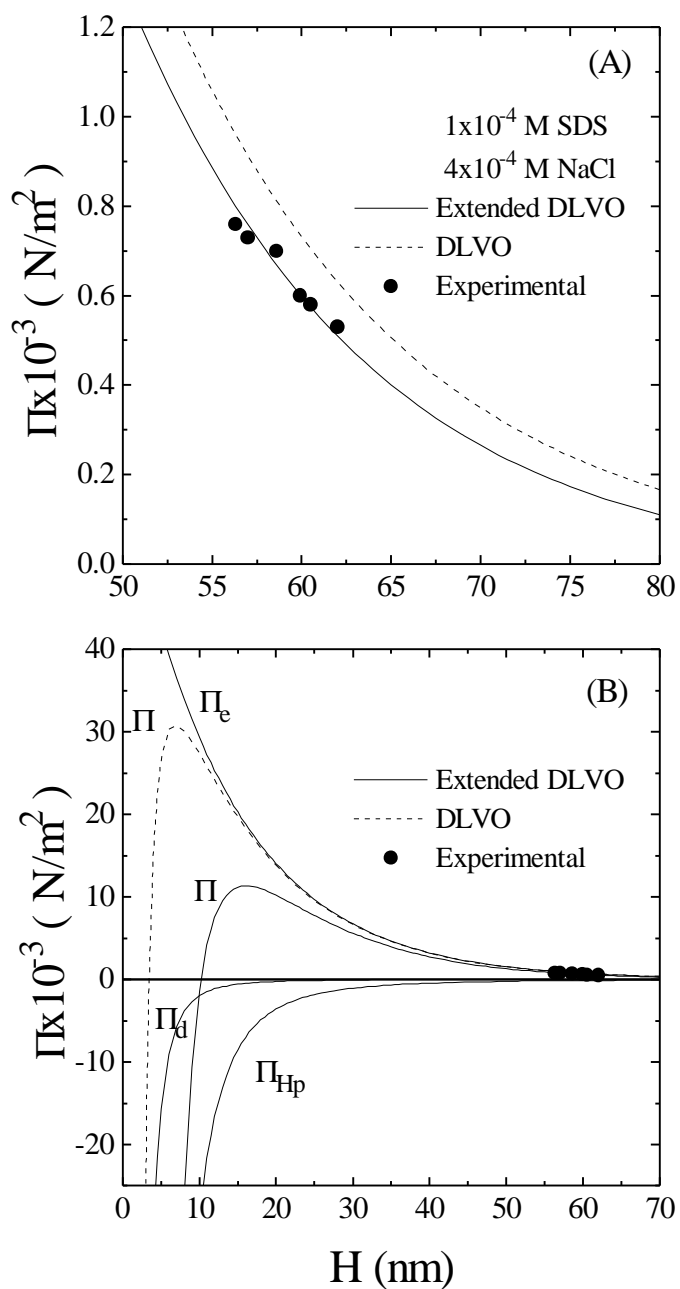 1.2
1.0
0.8
0.6
0.4
0.2
0.0
Πx10⁻³ ( N/m²)
(A)
1x10⁻⁴ M SDS
4x10⁻⁴ M NaCl
Extended DLVO
DLVO
Experimental
50 55 60 65 70 75 80
40
30
20
10
0
-10
-20
Πx10⁻³ ( N/m²)
(B)
Π
Πe
Extended DLVO
DLVO
Experimental
Π
Πd
ΠHp
0 10 20 30 40 50 60 70
H (nm)